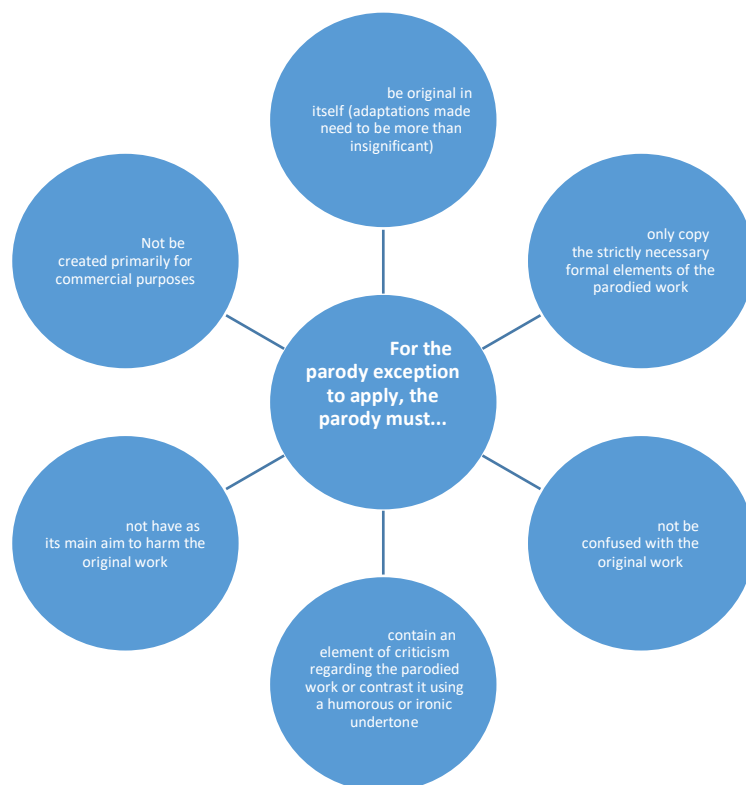 be original in
itself (adaptations made
need to be more than
insignificant)
only copy
the strictly necessary
formal elements of the
parodied work
not be
confused with the
original work
contain an
element of criticism
regarding the parodied
work or contrast it using
a humorous or ironic
undertone
not have as
its main aim to harm the
original work
Not be
created primarily for
commercial purposes
For the
parody exception
to apply, the
parody must...